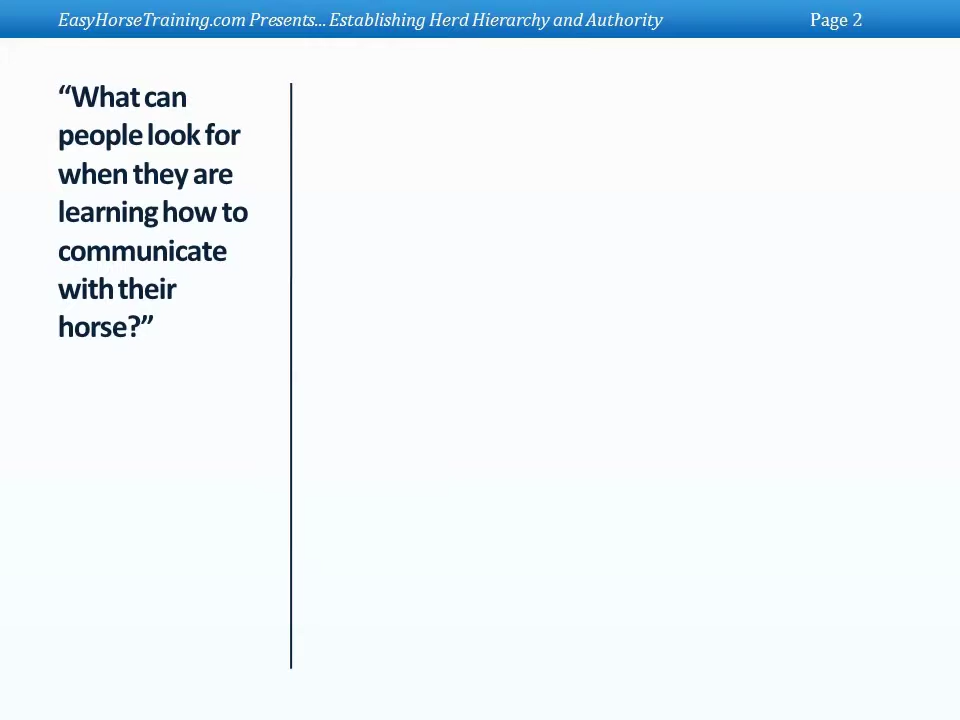 EasyHorseTraining.com Presents... Establishing Herd Hierarchy and Authority Page 2
“What can
people look for
when they are
learning how to
communicate
with their
horse?”